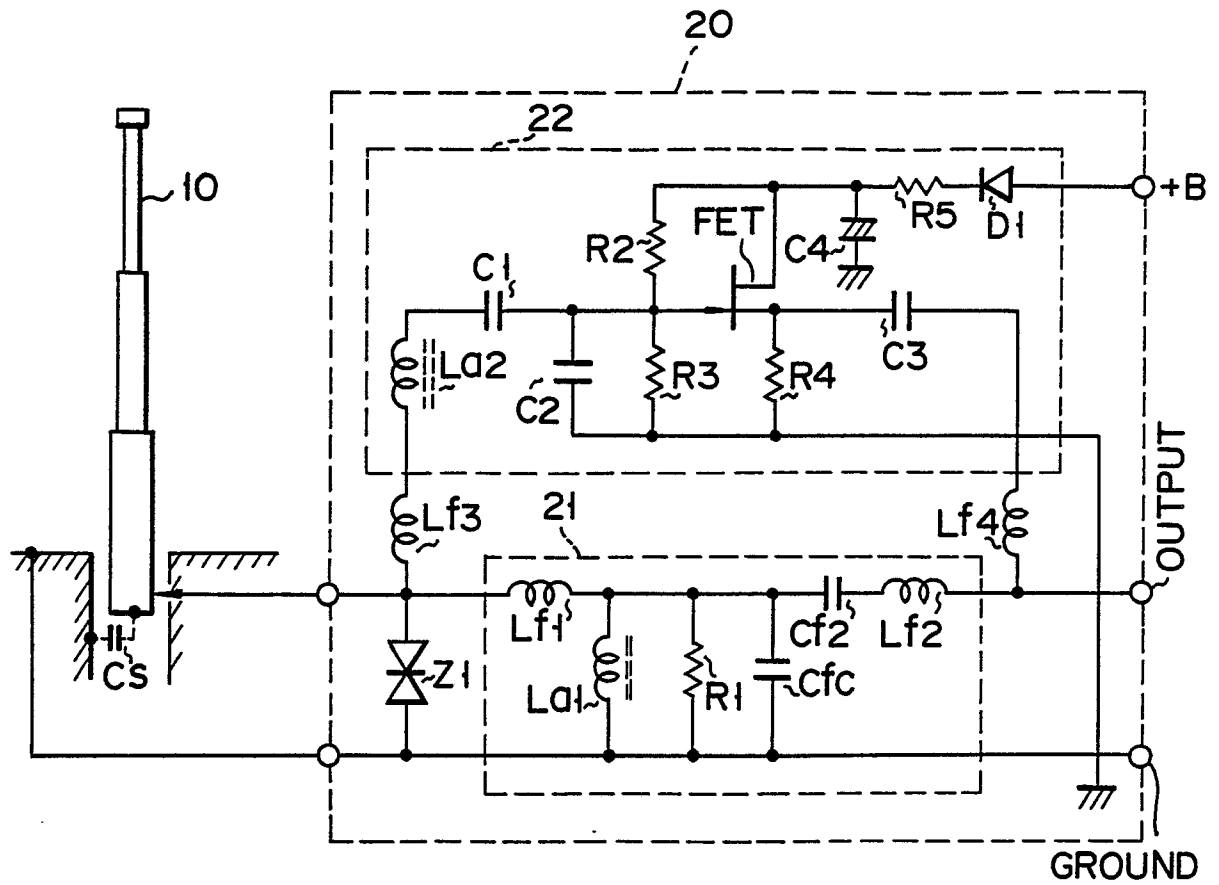 20
22
10
+B
R5
D1
FET
R2
C4
C1
C3
La2
R3
R4
C2
OUTPUT
Lf3
21
Lf4
Lf1
Cf2
Lf2
Cs
Z1
La1
R1
Cfc
GROUND